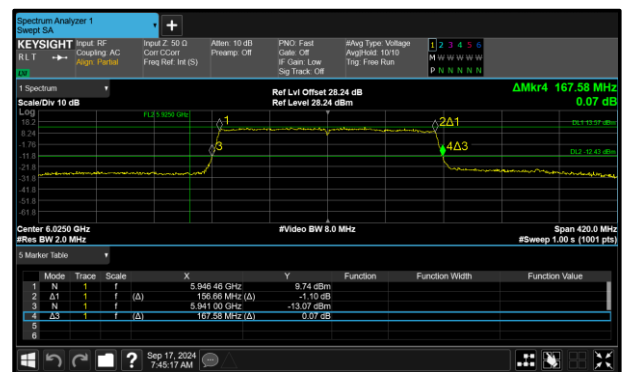 Spectrum Analyzer 1
Swept SA
+
KEYSIGHT Input: RF Input Z: 50 Ω Atten: 10 dB PNO: Fast #Avg Type: Voltage 1 2 3 4 5 6
R L T Coupling: AC Corr CCorr Preamp: Off Gate: Off Avg|Hold: 10/10 M W W W W W
Align: Partial Freq Ref: Int (S) IF Gain: Low Trig: Free Run P N N N N N
Sig Track: Off
1 Spectrum Ref Lvl Offset 28.24 dB ΔMkr4 167.58 MHz
Scale/Div 10 dB Ref Level 28.24 dBm 0.07 dB
Log
18.2
8.24
-1.76
-11.8
-21.8
-31.8
-41.8
-51.8
-61.8
FL2 5.9250 GHz
1
2Δ1
DL1 13.57 dBm
3
4Δ3
DL2 -12.43 dBm
Center 6.0250 GHz #Video BW 8.0 MHz Span 420.0 MHz
#Res BW 2.0 MHz #Sweep 1.00 s (1001 pts)
5 Marker Table
Mode Trace Scale X Y Function Function Width Function Value
1 N 1 f 5.946 46 GHz 9.74 dBm
2 Δ1 1 f (Δ) 156.66 MHz (Δ) -1.10 dB
3 N 1 f 5.941 00 GHz -13.07 dBm
4 Δ3 1 f (Δ) 167.58 MHz (Δ) 0.07 dB
5
6
? Sep 17, 2024
7:45:17 AM